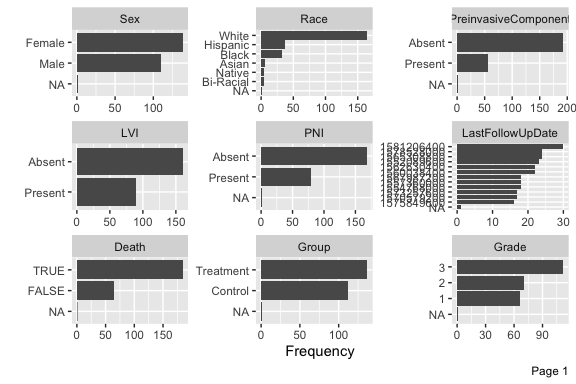 Sex
Female
Male
NA
0 50 100
Race
White
Hispanic
Black
Asian
Native
Bi-Racial
NA
0 50 100 150
PreinvasiveComponent
Absent
Present
NA
0 50 100 150 200
LVI
Absent
Present
0 50 100 150
PNI
Absent
Present
NA
0 50 100 150
LastFollowUpDate
1581206400
NA
0 10 20 30
Death
TRUE
FALSE
NA
0 50 100 150
Group
Treatment
Control
NA
0 50 100
Grade
3
2
1
NA
0 30 60 90
Frequency
Page 1